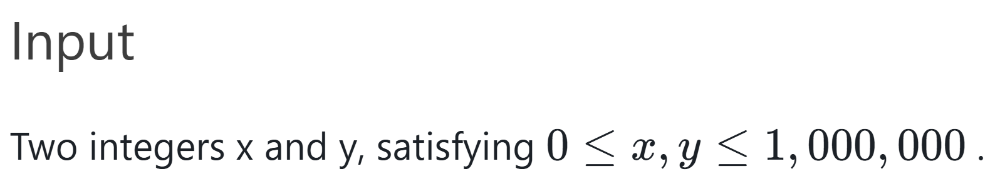 Input
Two integers x and y, satisfying 0 ≤ x, y ≤ 1, 000, 000 .